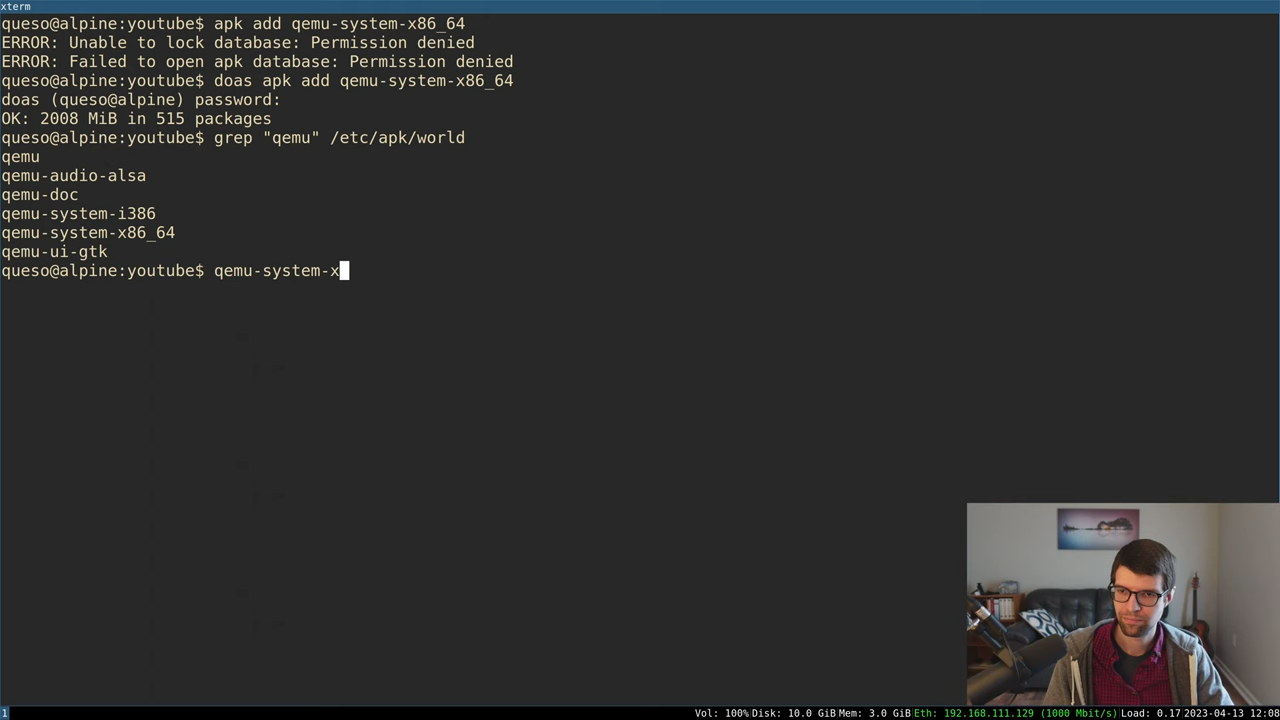 xterm
queso@alpine:youtube$ apk add qemu-system-x86_64
ERROR: Unable to lock database: Permission denied
ERROR: Failed to open apk database: Permission denied
queso@alpine:youtube$ doas apk add qemu-system-x86_64
doas (queso@alpine) password:
OK: 2008 MiB in 515 packages
queso@alpine:youtube$ grep "qemu" /etc/apk/world
qemu
qemu-audio-alsa
qemu-doc
qemu-system-i386
qemu-system-x86_64
qemu-ui-gtk
queso@alpine:youtube$ qemu-system-x
1 Vol: 100% Disk: 10.0 GiB Mem: 3.0 GiB Eth: 192.168.111.129 (1000 Mbit/s) Load: 0.17 2023-04-13 12:08